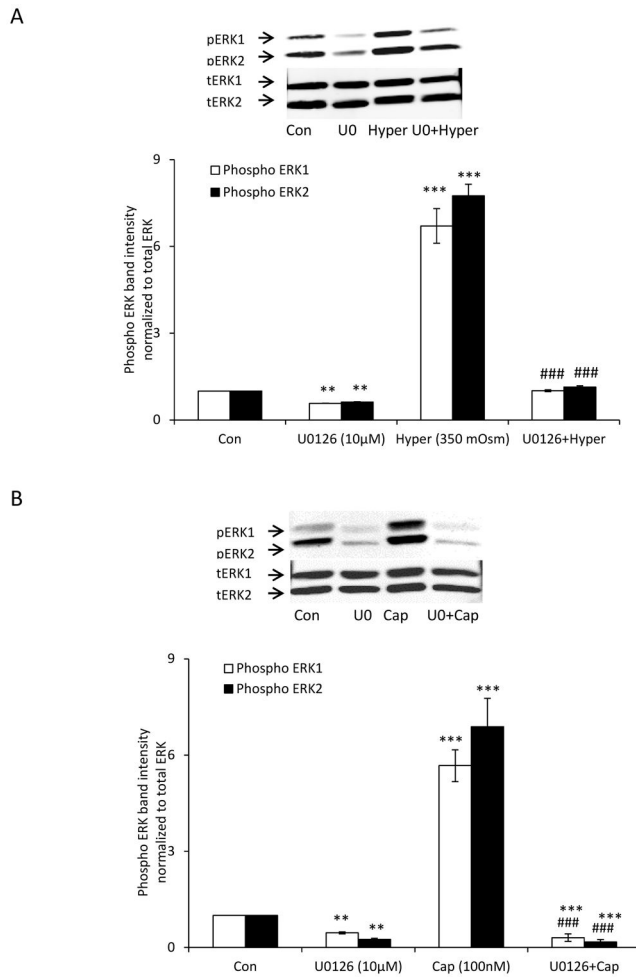 A
pERK1
pERK2
tERK1
tERK2
Con U0 Hyper U0+Hyper
9
6
3
0
Phospho ERK band intensity
normalized to total ERK
Phospho ERK1
Phospho ERK2
** ** *** *** ### ###
Con U0126 (10µM) Hyper (350 mOsm) U0126+Hyper
B
pERK1
pERK2
tERK1
tERK2
Con U0 Cap U0+Cap
9
6
3
0
Phospho ERK band intensity
normalized to total ERK
Phospho ERK1
Phospho ERK2
** ** *** *** *** ***
### ###
Con U0126 (10µM) Cap (100nM) U0126+Cap